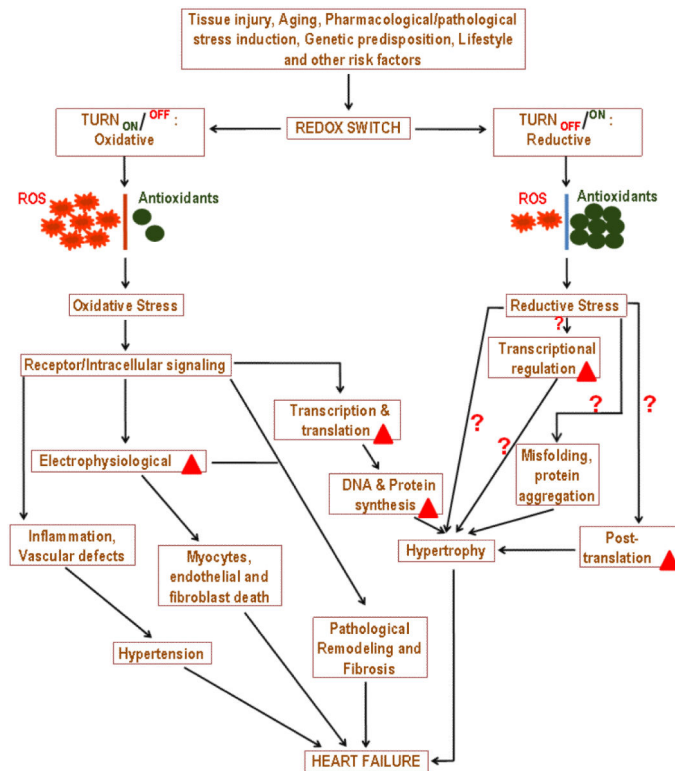 Tissue injury, Aging, Pharmacological/pathological
stress induction, Genetic predisposition, Lifestyle
and other risk factors
TURN ON/OFF :
Oxidative
REDOX SWITCH
TURN OFF/ON :
Reductive
ROS
Antioxidants
ROS
Antioxidants
Oxidative Stress
Reductive Stress
?
Receptor/Intracellular signaling
Transcriptional
regulation
Transcription &
translation
?
?
?
?
Electrophysiological
Misfolding,
protein
aggregation
DNA & Protein
synthesis
Inflammation,
Vascular defects
Myocytes,
endothelial and
fibroblast death
Hypertrophy
Post-
translation
Pathological
Remodeling and
Fibrosis
Hypertension
HEART FAILURE